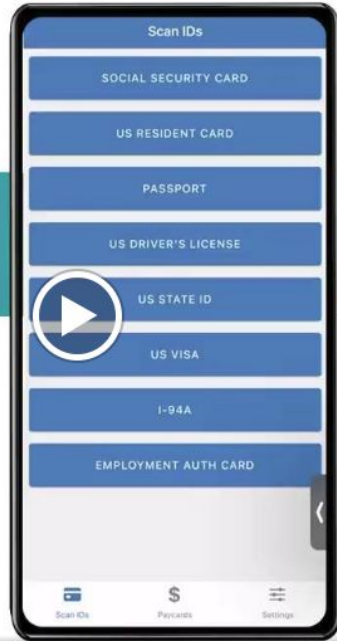 Scan IDs
SOCIAL SECURITY CARD
US RESIDENT CARD
PASSPORT
US DRIVER'S LICENSE
US STATE ID
US VISA
I-94A
EMPLOYMENT AUTH CARD
Scan IDs
$
Paycards
Settings